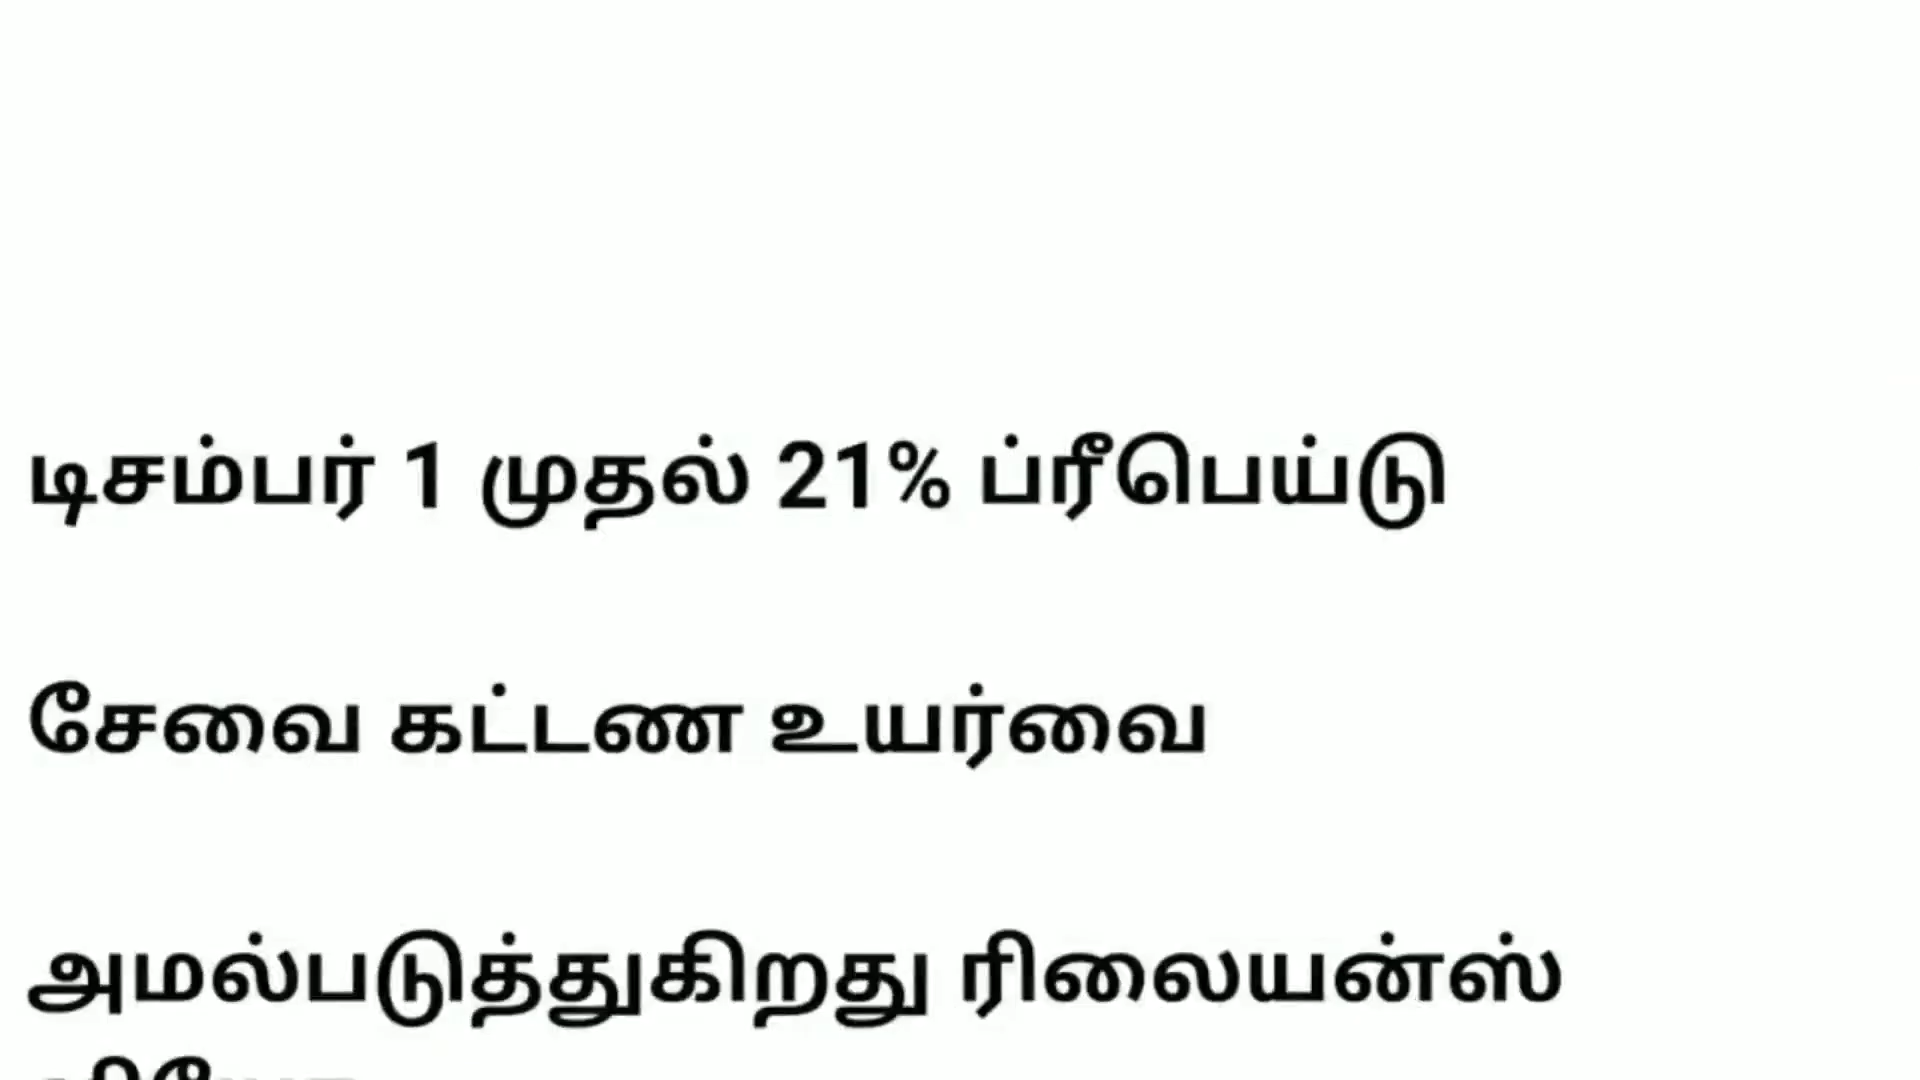 டிசம்பர் 1 முதல் 21% ப்ரீபெய்டு
சேவை கட்டண உயர்வை
அமல்படுத்துகிறது ரிலையன்ஸ்